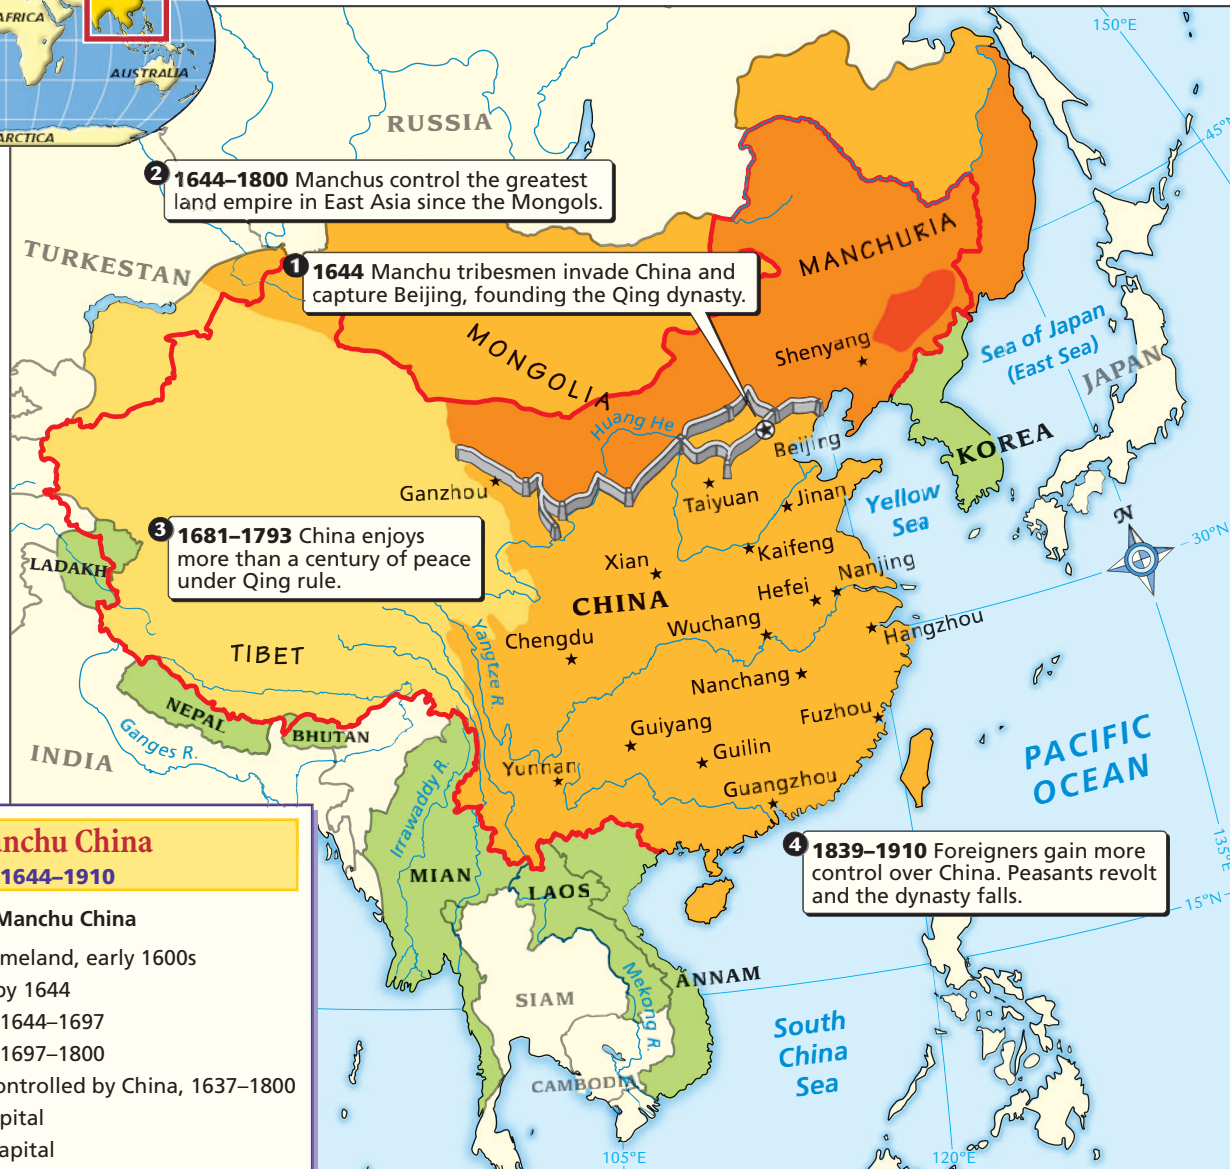 AFRICA
AUSTRALIA
ARCTICA
150°E
45°N
RUSSIA
2 1644–1800 Manchus control the greatest
land empire in East Asia since the Mongols.
TURKESTAN
1 1644 Manchu tribesmen invade China and
capture Beijing, founding the Qing dynasty.
MANCHURIA
MONGOLIA
Shenyang
Sea of Japan
(East Sea)
JAPAN
Huang He
Beijing
KOREA
Ganzhou
Taiyuan
Jinan
Yellow
Sea
N
30°N
3 1681–1793 China enjoys
more than a century of peace
under Qing rule.
LADAKH
Xian
Kaifeng
Nanjing
Hefei
CHINA
Wuchang
Hangzhou
Chengdu
Yangtze R.
TIBET
Nanchang
NEPAL
BHUTAN
Fuzhou
Guiyang
Guilin
Ganges R.
INDIA
Yunnan
Guangzhou
PACIFIC
OCEAN
Irrawaddy R.
135°E
nchu China
1644–1910
Manchu China
meland, early 1600s
by 1644
1644–1697
1697–1800
ontrolled by China, 1637–1800
pital
apital
4 1839–1910 Foreigners gain more
control over China. Peasants revolt
and the dynasty falls.
15°N
MIAN
LAOS
ANNAM
SIAM
Mekong R.
South
China
Sea
CAMBODIA
105°E
120°E